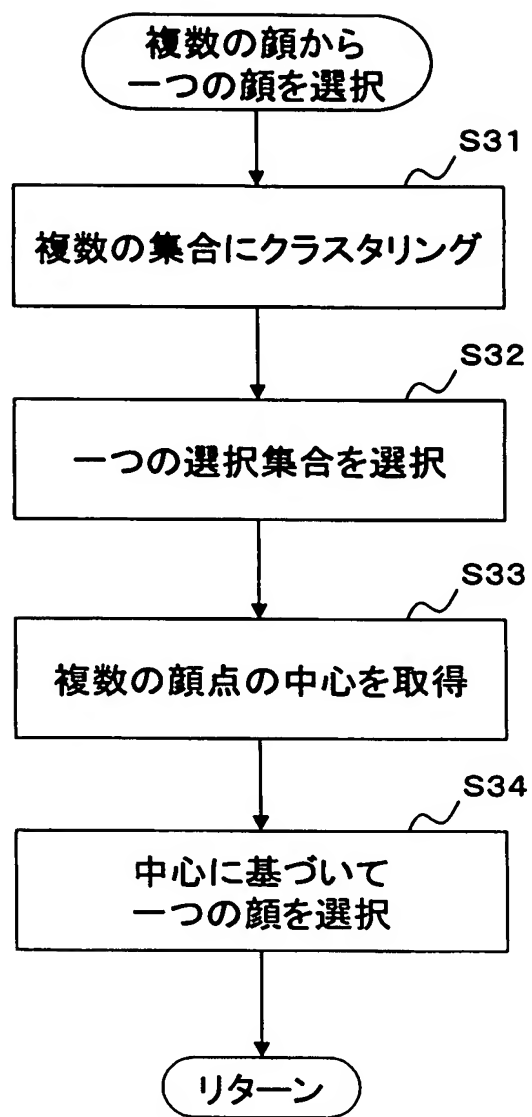 複数の顔から
一つの顔を選択
S31
複数の集合にクラスタリング
S32
一つの選択集合を選択
S33
複数の顔点の中心を取得
S34
中心に基づいて
一つの顔を選択
リターン